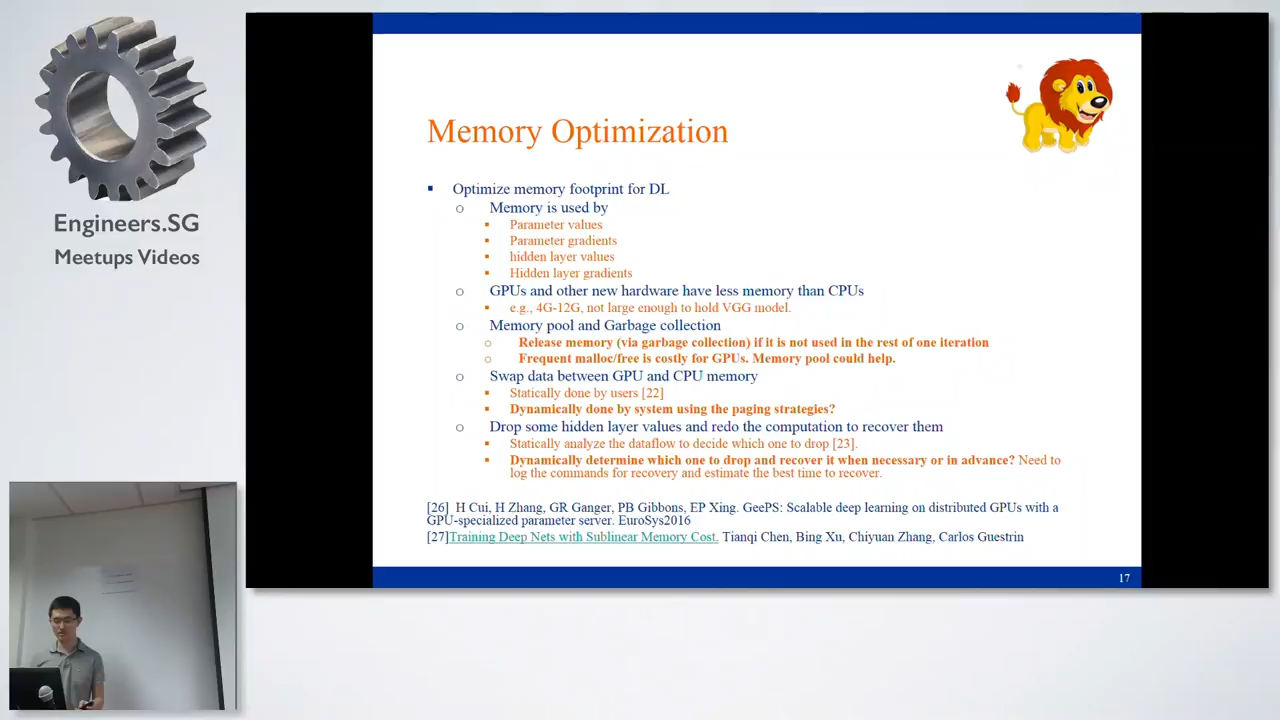 Engineers.SG
Meetups Videos
Memory Optimization
Optimize memory footprint for DL
Memory is used by
Parameter values
Parameter gradients
hidden layer values
Hidden layer gradients
GPUs and other new hardware have less memory than CPUs
e.g., 4G-12G, not large enough to hold VGG model.
Memory pool and Garbage collection
Release memory (via garbage collection) if it is not used in the rest of one iteration
Frequent malloc/free is costly for GPUs. Memory pool could help.
Swap data between GPU and CPU memory
Statically done by users [22]
Dynamically done by system using the paging strategies?
Drop some hidden layer values and redo the computation to recover them
Statically analyze the dataflow to decide which one to drop [23].
Dynamically determine which one to drop and recover it when necessary or in advance? Need to
log the commands for recovery and estimate the best time to recover.
[26] H Cui, H Zhang, GR Ganger, PB Gibbons, EP Xing. GeePS: Scalable deep learning on distributed GPUs with a
GPU-specialized parameter server. EuroSys2016
[27]Training Deep Nets with Sublinear Memory Cost. Tianqi Chen, Bing Xu, Chiyuan Zhang, Carlos Guestrin
17